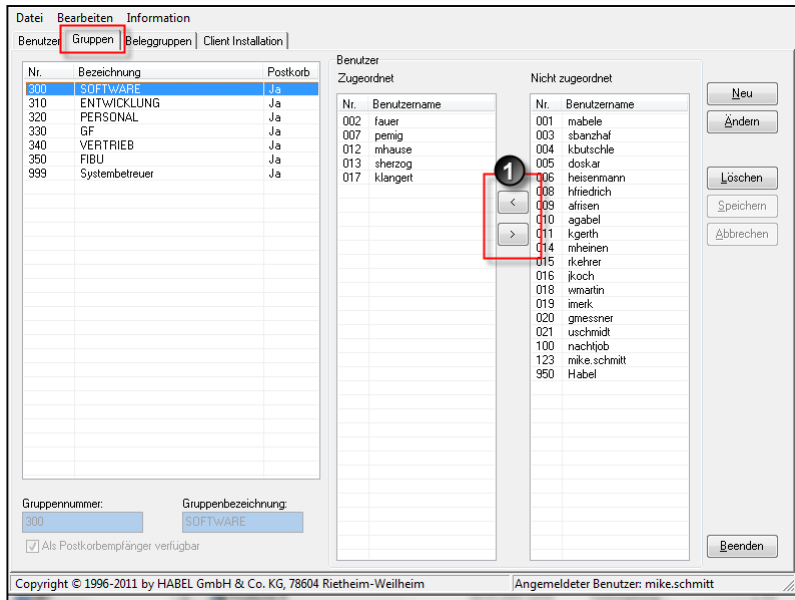 Datei Bearbeiten Information
Benutzer Gruppen Beleggruppen Client Installation
Nr. Bezeichnung Postkorb
300 SOFTWARE Ja
310 ENTWICKLUNG Ja
320 PERSONAL Ja
330 GF Ja
340 VERTRIEB Ja
350 FIBU Ja
999 Systembetreuer Ja
Gruppennummer: Gruppenbezeichnung:
300 SOFTWARE
Als Postkorbempfänger verfügbar
Benutzer
Zugeordnet
Nr. Benutzername
002 fauer
007 pernig
012 mhause
013 sherzog
017 klangert
1
<
>
Nicht zugeordnet
Nr. Benutzername
001 mabele
003 sbanzhaf
004 kbutschle
005 doskar
006 heisenmann
008 hfriedrich
009 afrisen
010 agabel
011 kgerth
014 mheinen
015 rkehrer
016 jkoch
018 wmartin
019 imerk
020 gmessner
021 uschmidt
100 nachtjob
123 mike.schmitt
950 Habel
Neu
Ändern
Löschen
Speichern
Abbrechen
Beenden
Copyright © 1996-2011 by HABEL GmbH & Co. KG, 78604 Rietheim-Weilheim Angemeldeter Benutzer: mike.schmitt